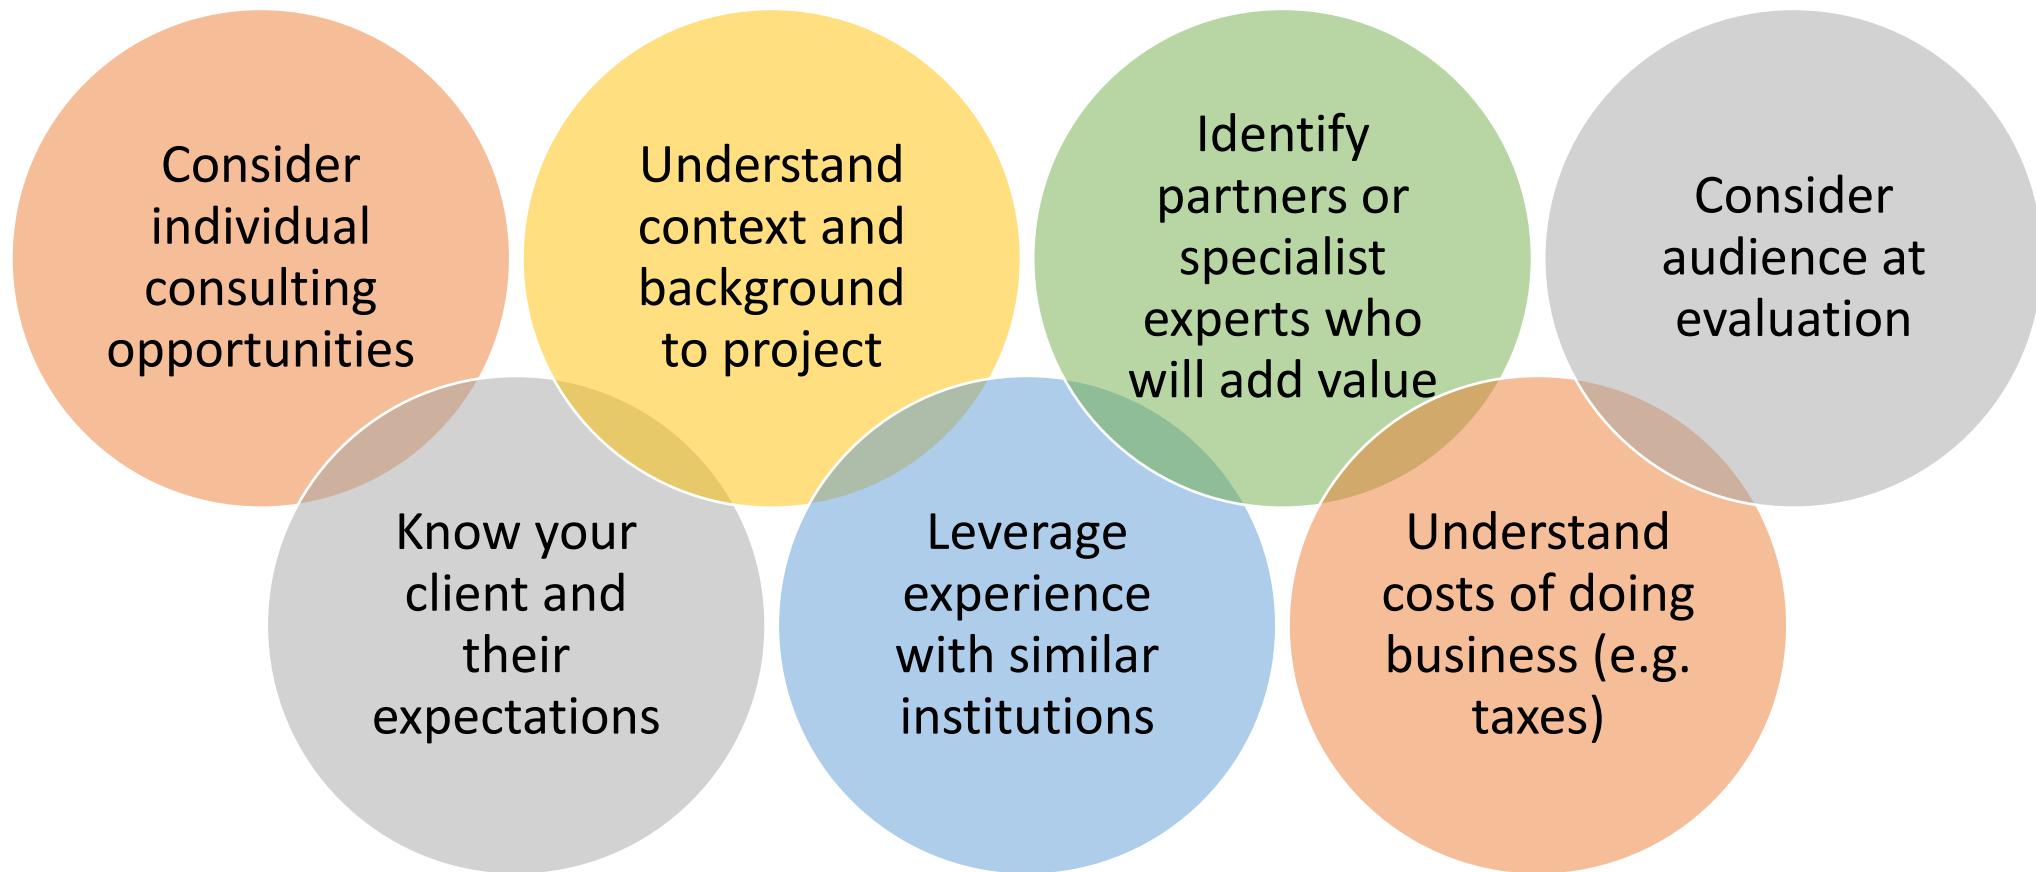 Consider
individual
consulting
opportunities
Know your
client and
their
expectations
Understand
context and
background
to project
Leverage
experience
with similar
institutions
Identify
partners or
specialist
experts who
will add value
Understand
costs of doing
business (e.g.
taxes)
Consider
audience at
evaluation